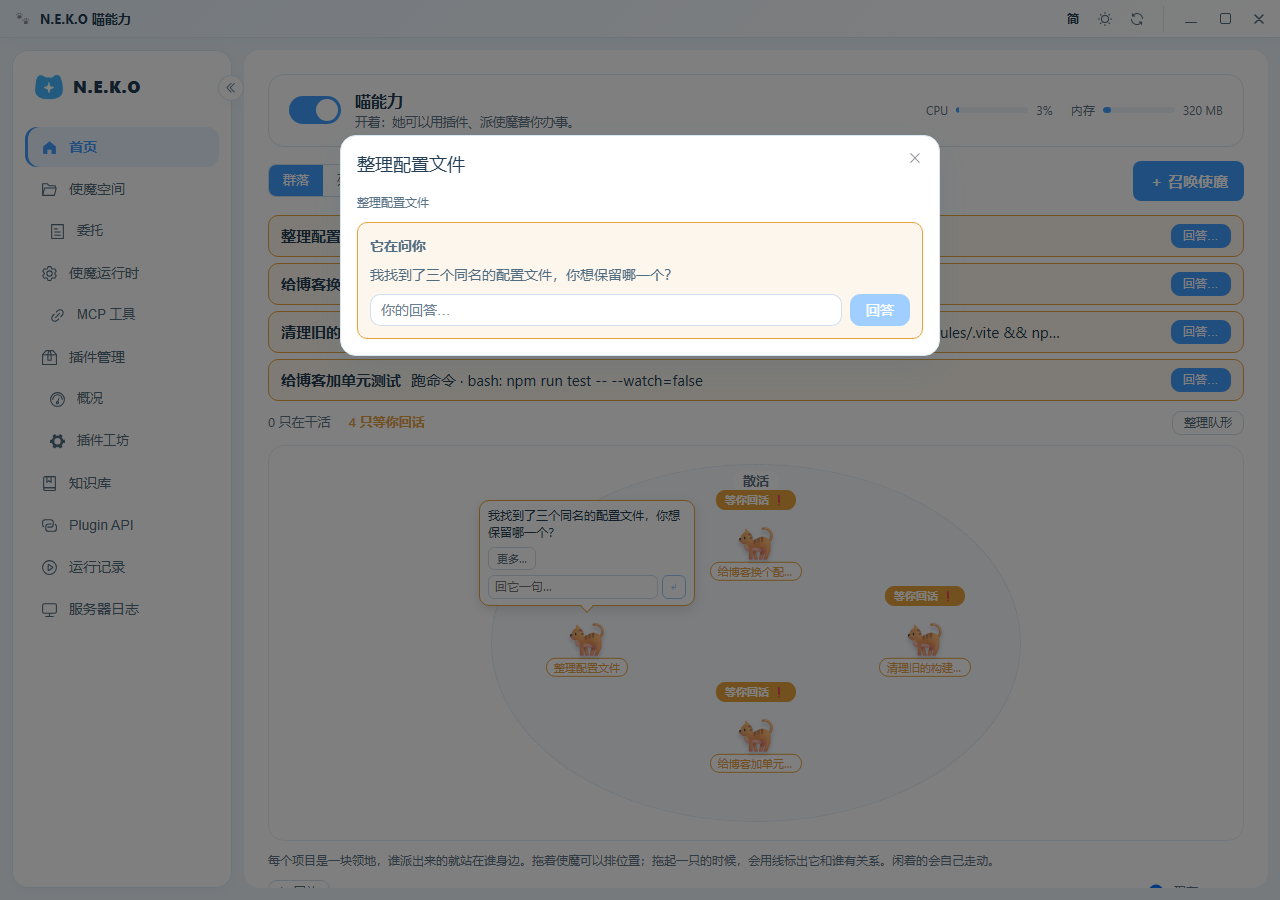 N.E.K.O 喵能力
简
N.E.K.O
首页
使魔空间
委托
使魔运行时
MCP 工具
插件管理
概况
插件工坊
知识库
Plugin API
运行记录
服务器日志
喵能力
开着：她可以用插件、派使魔替你办事。
CPU 3% 内存 320 MB
群落
+ 召唤使魔
整理配置文件
整理配置文件
它在问你
我找到了三个同名的配置文件，你想保留哪一个？
你的回答...
回答
整理配置
回答...
给博客换
回答...
清理旧的 ules/.vite && np...
回答...
给博客加单元测试 跑命令 · bash: npm run test -- --watch=false
回答...
0 只在干活 4 只等你回话
整理队形
散活
等你回话❗
给博客换个配...
我找到了三个同名的配置文件，你想
保留哪一个？
更多...
回它一句...
整理配置文件
等你回话❗
清理旧的构建...
等你回话❗
给博客加单元...
每个项目是一块领地，谁派出来的就站在谁身边。拖着使魔可以排位置；拖起一只的时候，会用线标出它和谁有关系。闲着的会自己走动。